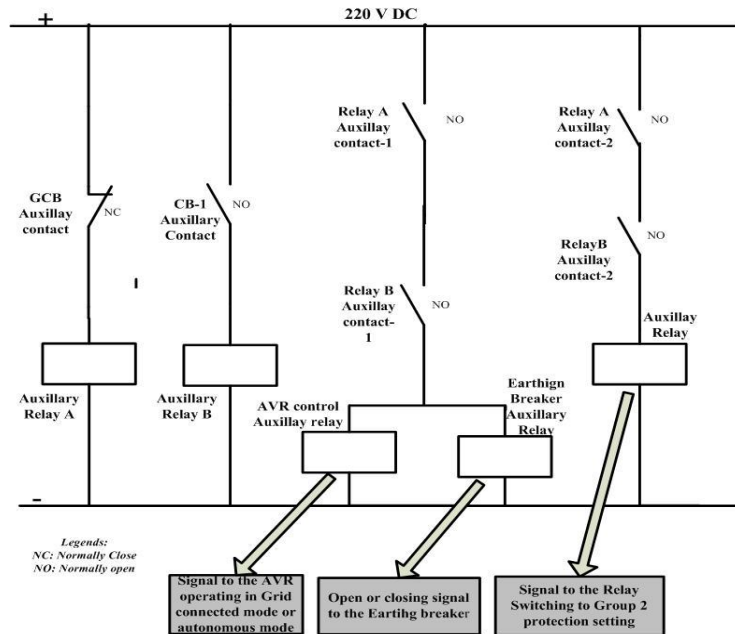 220 V DC
+
Relay A
Auxillay
contact-1
NO
Relay A
Auxillay
contact-2
NO
GCB
Auxillay
contact
NC
CB-1
Auxillary
Contact
NO
RelayB
Auxillay
contact-2
NO
Relay B
Auxillay
contact-
1
NO
Auxillay
Relay
Auxillary
Relay A
Auxillary
Relay B
AVR control
Auxillay relay
Earthign
Breaker
Auxillary
Relay
-
Legends:
NC: Normally Close
NO: Normally open
Signal to the AVR
operating in Grid
connected mode or
autonomous mode
Open or closing signal
to the Eartihg breaker
Signal to the Relay
Switching to Group 2
protection setting